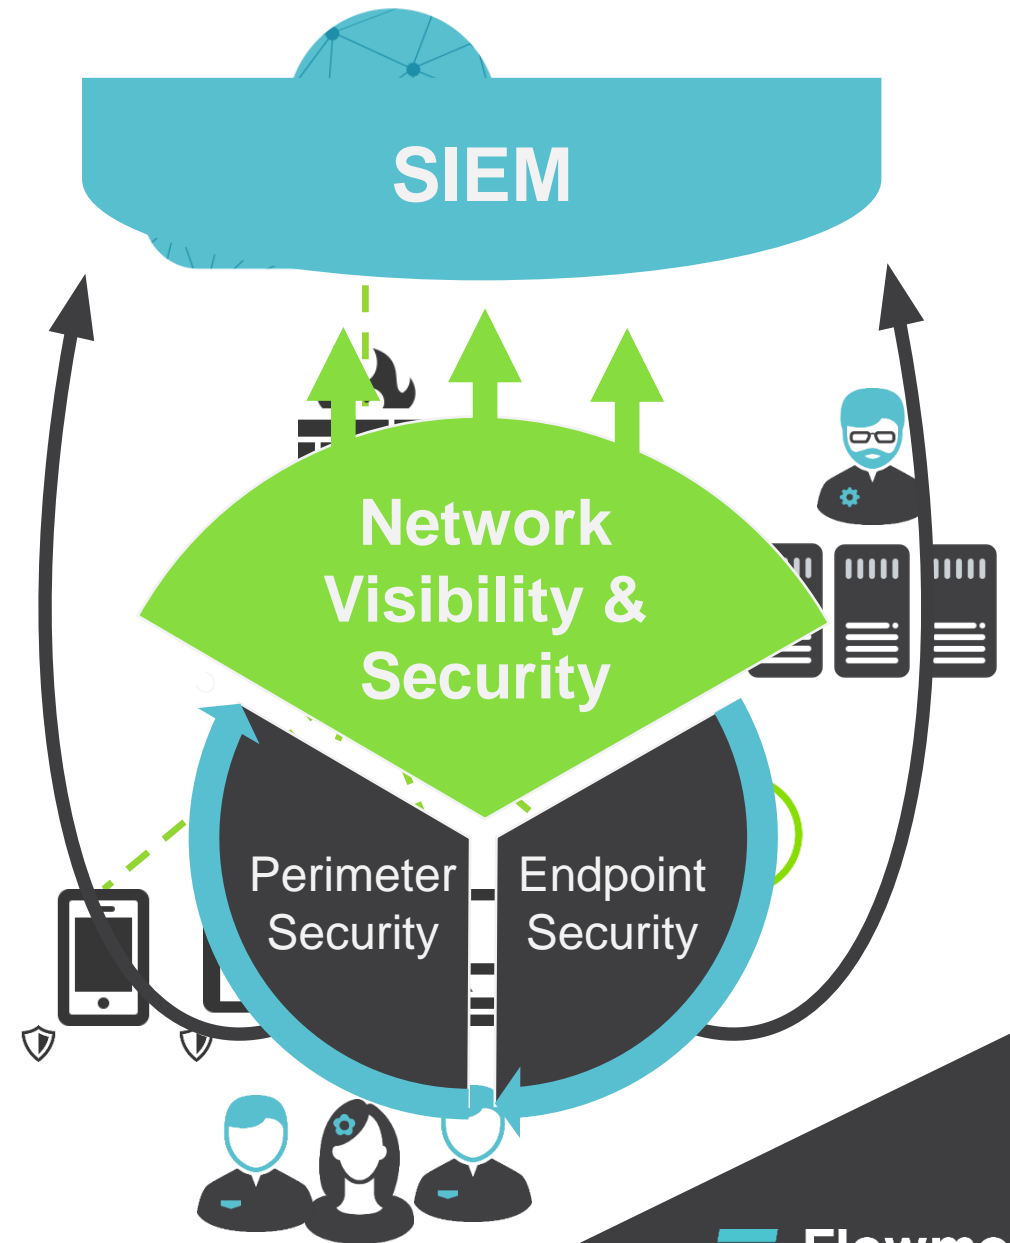 SIEM
Network
Visibility &
Security
Perimeter
Security
Endpoint
Security